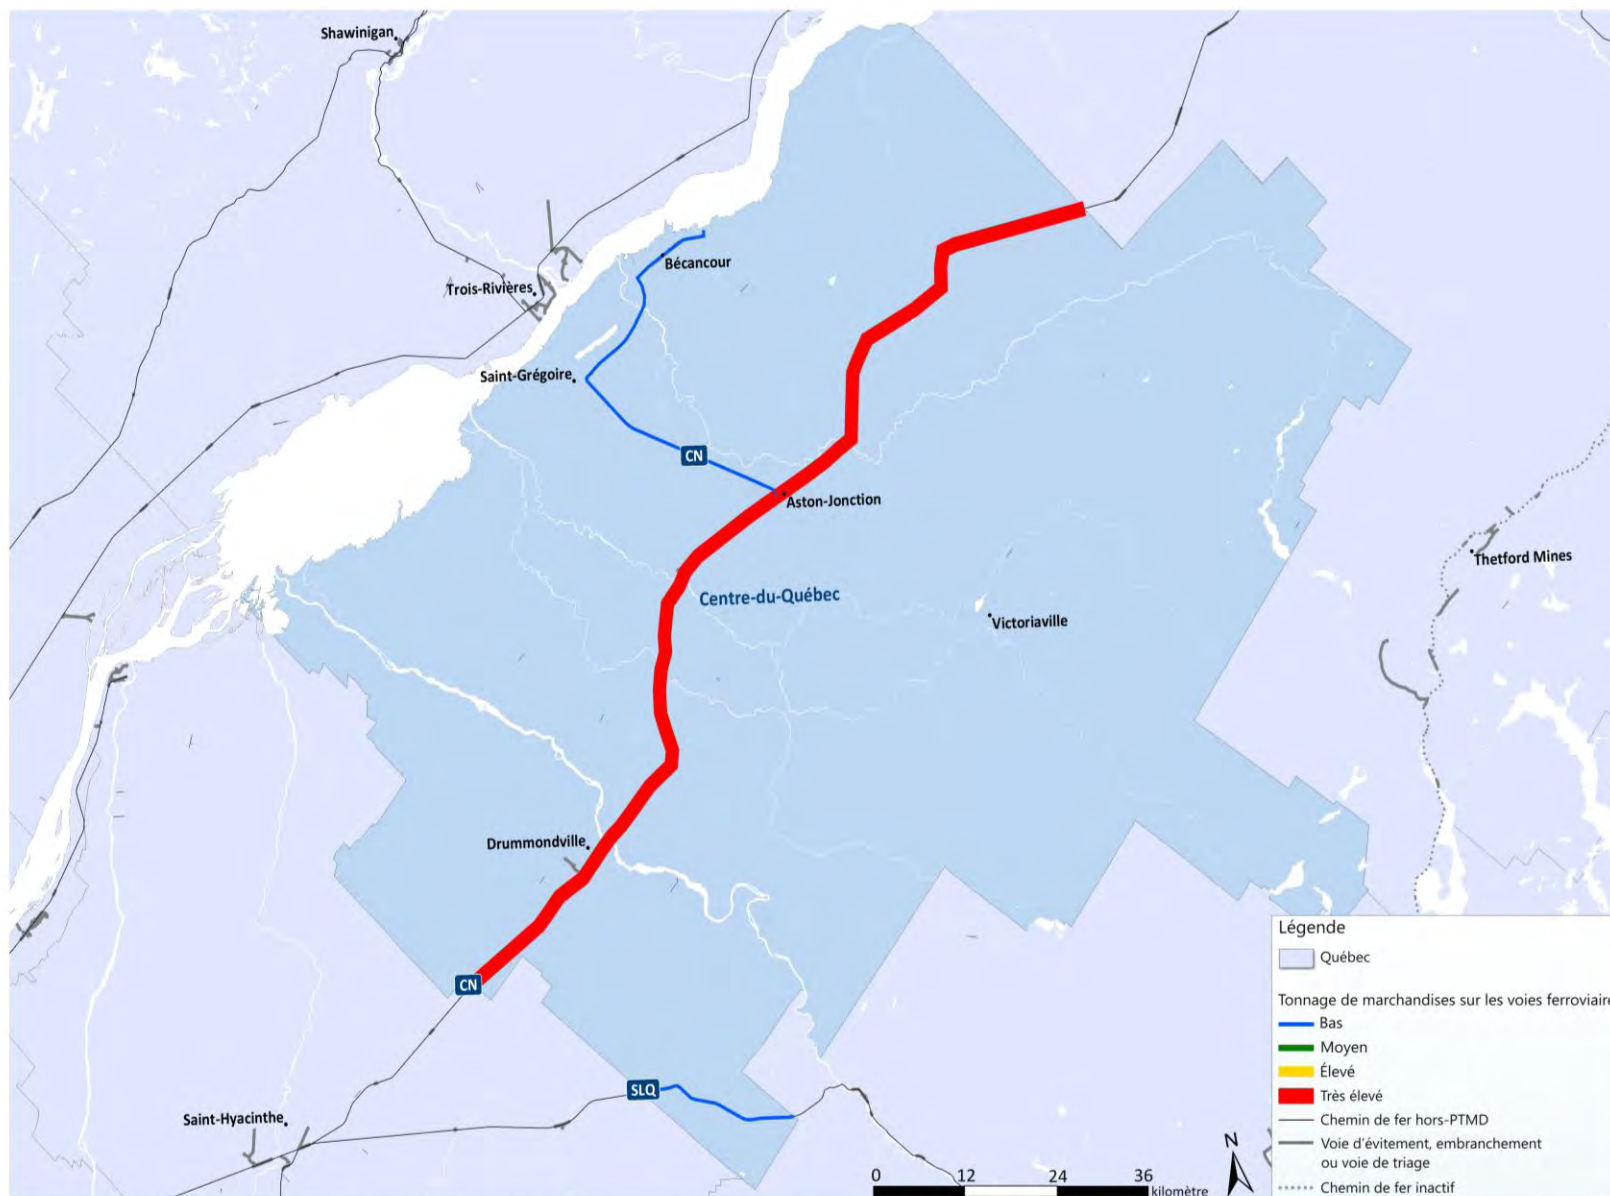 Shawinigan
Bécancour
Trois-Rivières
Saint-Grégoire
CN
Aston-Jonction
Thetford Mines
Centre-du-Québec
Victoriaville
Drummondville
CN
SLQ
Saint-Hyacinthe
Légende
Québec
Tonnage de marchandises sur les voies ferroviaire
Bas
Moyen
Élevé
Très élevé
Chemin de fer hors-PTMD
Voie d'évitement, embranchement
ou voie de triage
Chemin de fer inactif
N
0 12 24 36
kilomètre